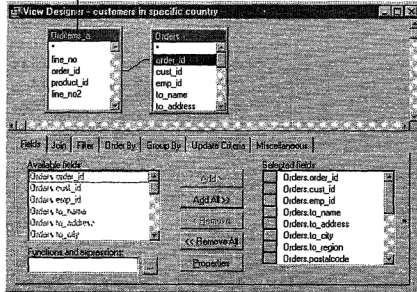 View Designer - customers in specific country
Orditems_a
*
line_no
order_id
product_id
line_no2
Orders
*
order_id
cust_id
emp_id
to_name
to_address
Fields Join Filter Order By Group By Update Criteria Miscellaneous
Available fields:
Orders.order_id
Orders.cust_id
Orders.emp_id
Orders.to_name
Orders.to_address
Orders.to_city
Functions and expressions:
Add >
Add All >>
< Remove
<< Remove All
Properties
Selected fields:
Orders.order_id
Orders.cust_id
Orders.emp_id
Orders.to_name
Orders.to_address
Orders.to_city
Orders.to_region
Orders.postalcode